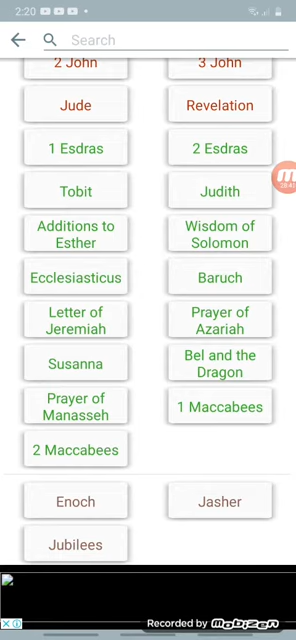 2:20
Search
2 John
3 John
Jude
Revelation
1 Esdras
2 Esdras
Tobit
Judith
Additions to
Esther
Wisdom of
Solomon
Ecclesiasticus
Baruch
Letter of
Jeremiah
Prayer of
Azariah
Susanna
Bel and the
Dragon
Prayer of
Manasseh
1 Maccabees
2 Maccabees
Enoch
Jasher
Jubilees
Recorded by mobizen